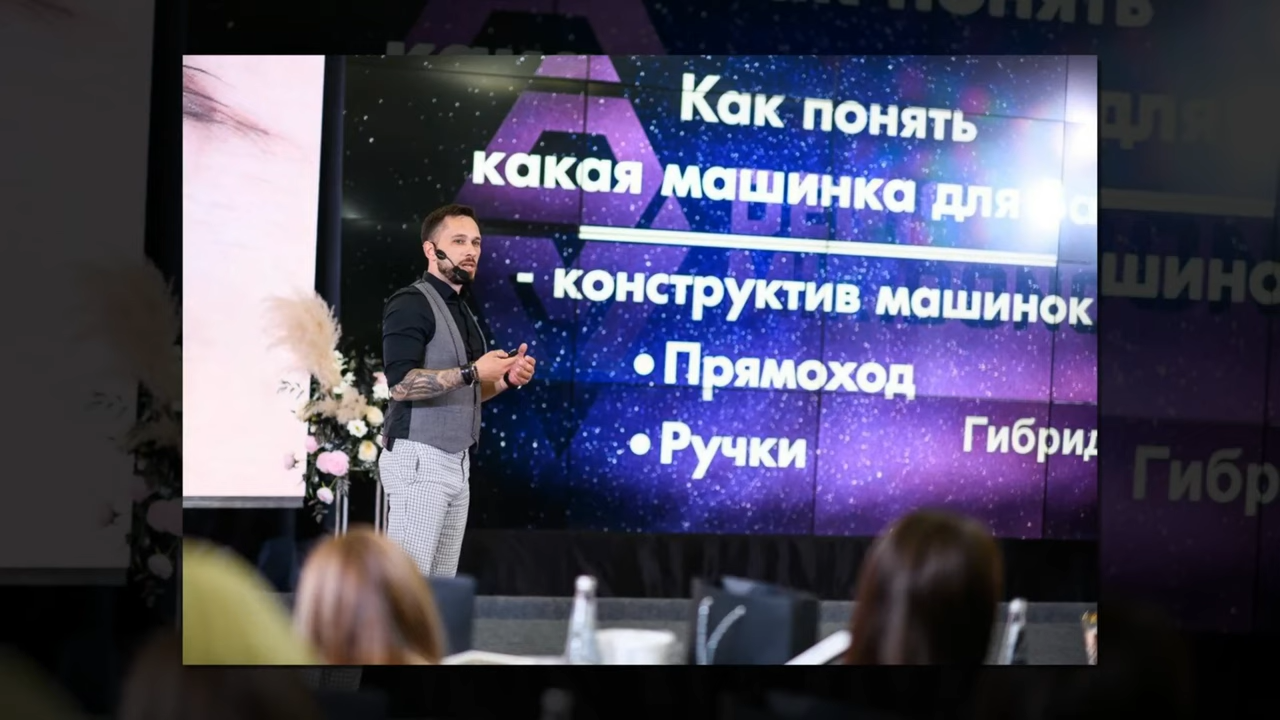 Как понять
какая машинка для
- конструктив машинок
• Прямоход
• Ручки
Гибрид